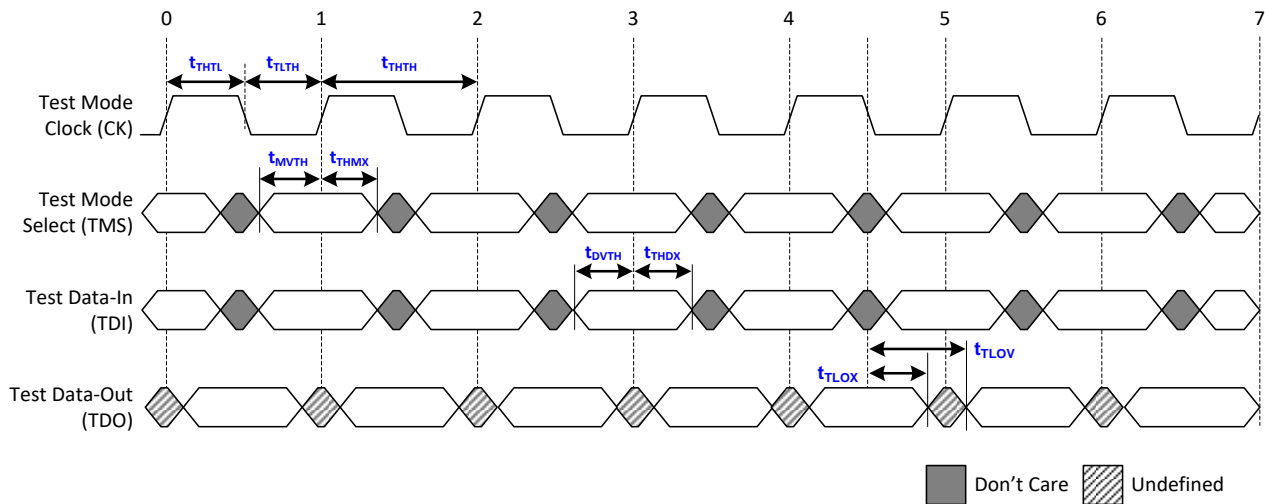 0 1 2 3 4 5 6 7
tTHTL tTLTH tTHTH
Test Mode
Clock (CK)
tMVTH tTHMX
Test Mode
Select (TMS)
tDVTH tTHDX
Test Data-In
(TDI)
tTLOV
tTLOX
Test Data-Out
(TDO)
Don't Care Undefined